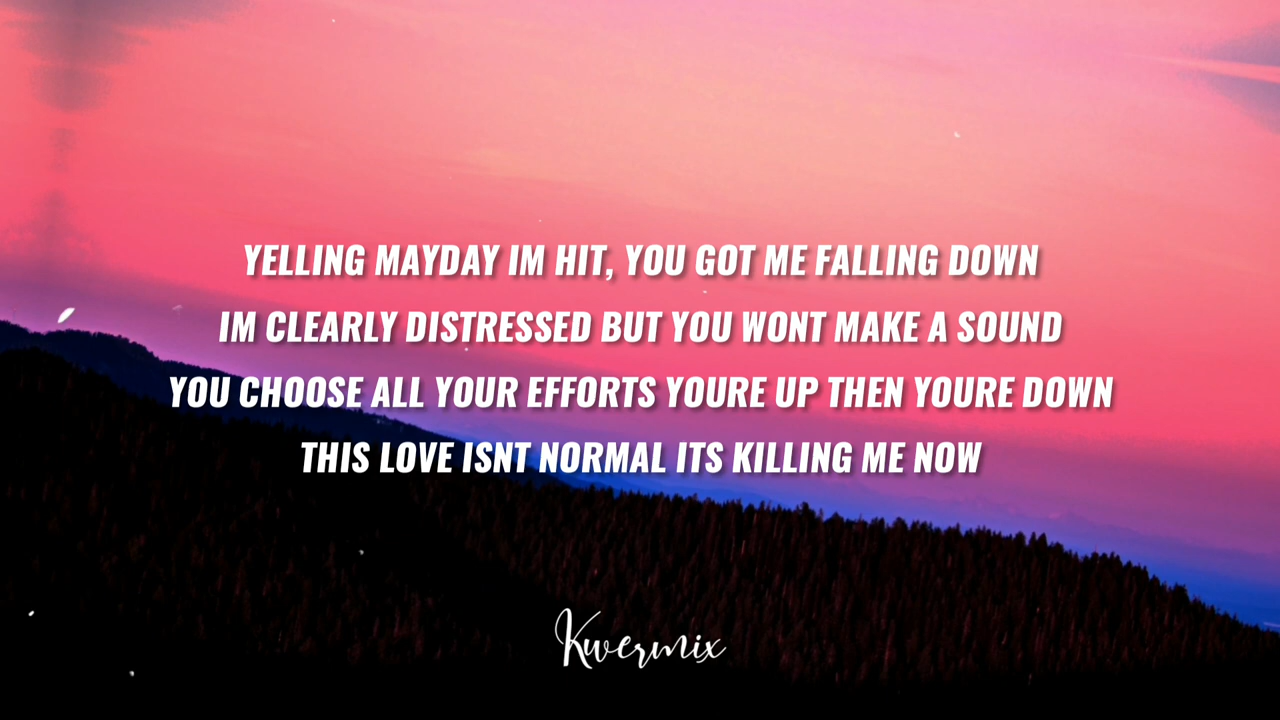 YELLING MAYDAY IM HIT, YOU GOT ME FALLING DOWN
IM CLEARLY DISTRESSED BUT YOU WONT MAKE A SOUND
YOU CHOOSE ALL YOUR EFFORTS YOURE UP THEN YOURE DOWN
THIS LOVE ISNT NORMAL ITS KILLING ME NOW
Kwermix